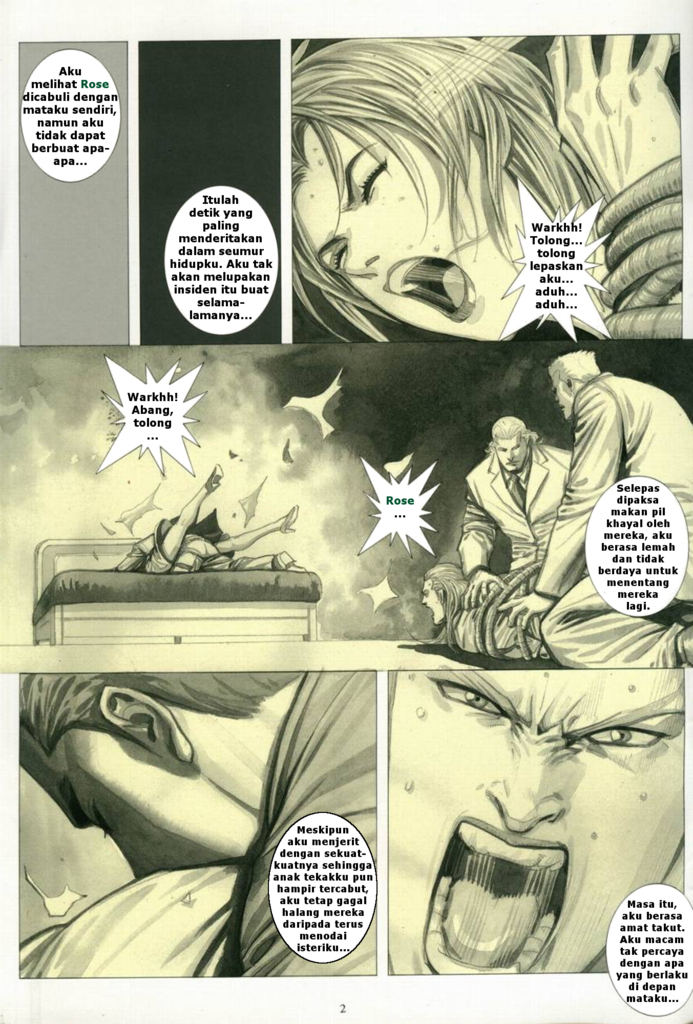 Aku
melihat Rose
dicabuli dengan
mataku sendiri,
namun aku
tidak dapat
berbuat apa-
apa...
Itulah
detik yang
paling
menderitakan
dalam seumur
hidupku. Aku tak
akan melupakan
insiden itu buat
selama-
lamanya...
Warkhh!
Tolong...
tolong
lepaskan
aku...
aduh...
aduh...
Warkhh!
Abang,
tolong
...
Rose
...
Selepas
dipaksa
makan pil
khayal oleh
mereka, aku
berasa lemah
dan tidak
berdaya untuk
menentang
mereka
lagi.
Meskipun
aku menjerit
dengan sekuat-
kuatnya sehingga
anak tekakku pun
hampir tercabut,
aku tetap gagal
halang mereka
daripada terus
menodai
isteriku...
Masa itu,
aku berasa
amat takut.
Aku macam
tak percaya
dengan apa
yang berlaku
di depan
mataku...
2